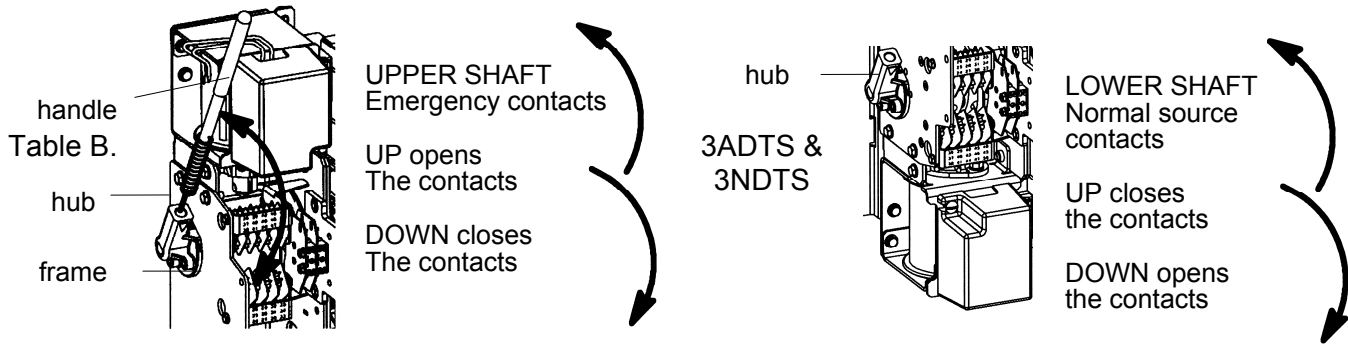 handle
Table B.
hub
frame
UPPER SHAFT
Emergency contacts
UP opens
The contacts
DOWN closes
The contacts
hub
3ADTS &
3NDTS
LOWER SHAFT
Normal source
contacts
UP closes
the contacts
DOWN opens
the contacts